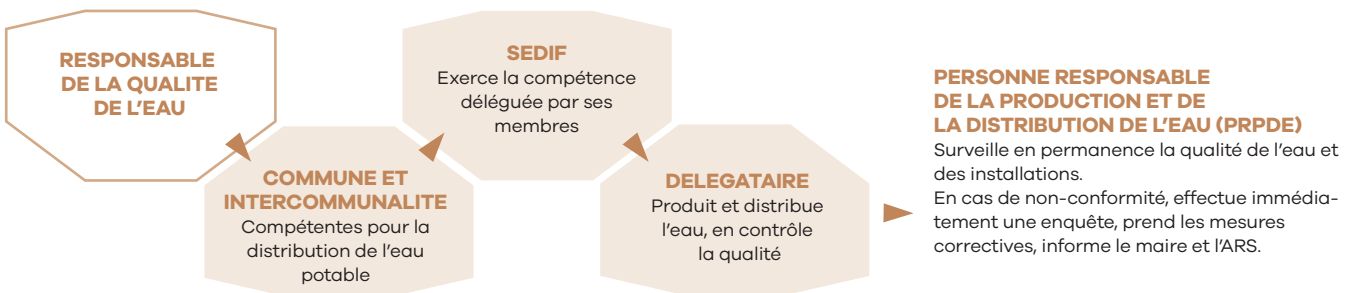 RESPONSABLE
DE LA QUALITE
DE L’EAU
COMMUNE ET
INTERCOMMUNALITE
Compétentes pour la
distribution de l’eau
potable
SEDIF
Exerce la compétence
déléguée par ses
membres
DELEGATAIRE
Produit et distribue
l’eau, en contrôle
la qualité
PERSONNE RESPONSABLE
DE LA PRODUCTION ET DE
LA DISTRIBUTION DE L’EAU (PRPDE)
Surveille en permanence la qualité de l’eau et
des installations.
En cas de non-conformité, effectue immédia-
tement une enquête, prend les mesures
correctives, informe le maire et l’ARS.